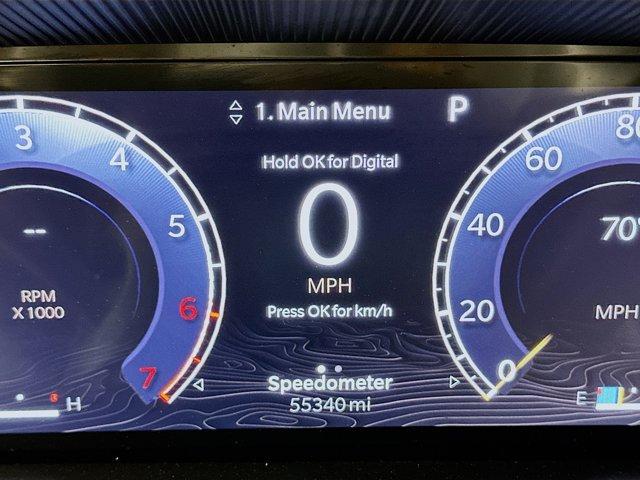 1. Main Menu
P
Hold OK for Digital
0
MPH
Press OK for km/h
Speedometer
55340 mi
3
4
5
6
7
--
RPM
X 1000
H
80
60
40
20
0
70°
MPH
E